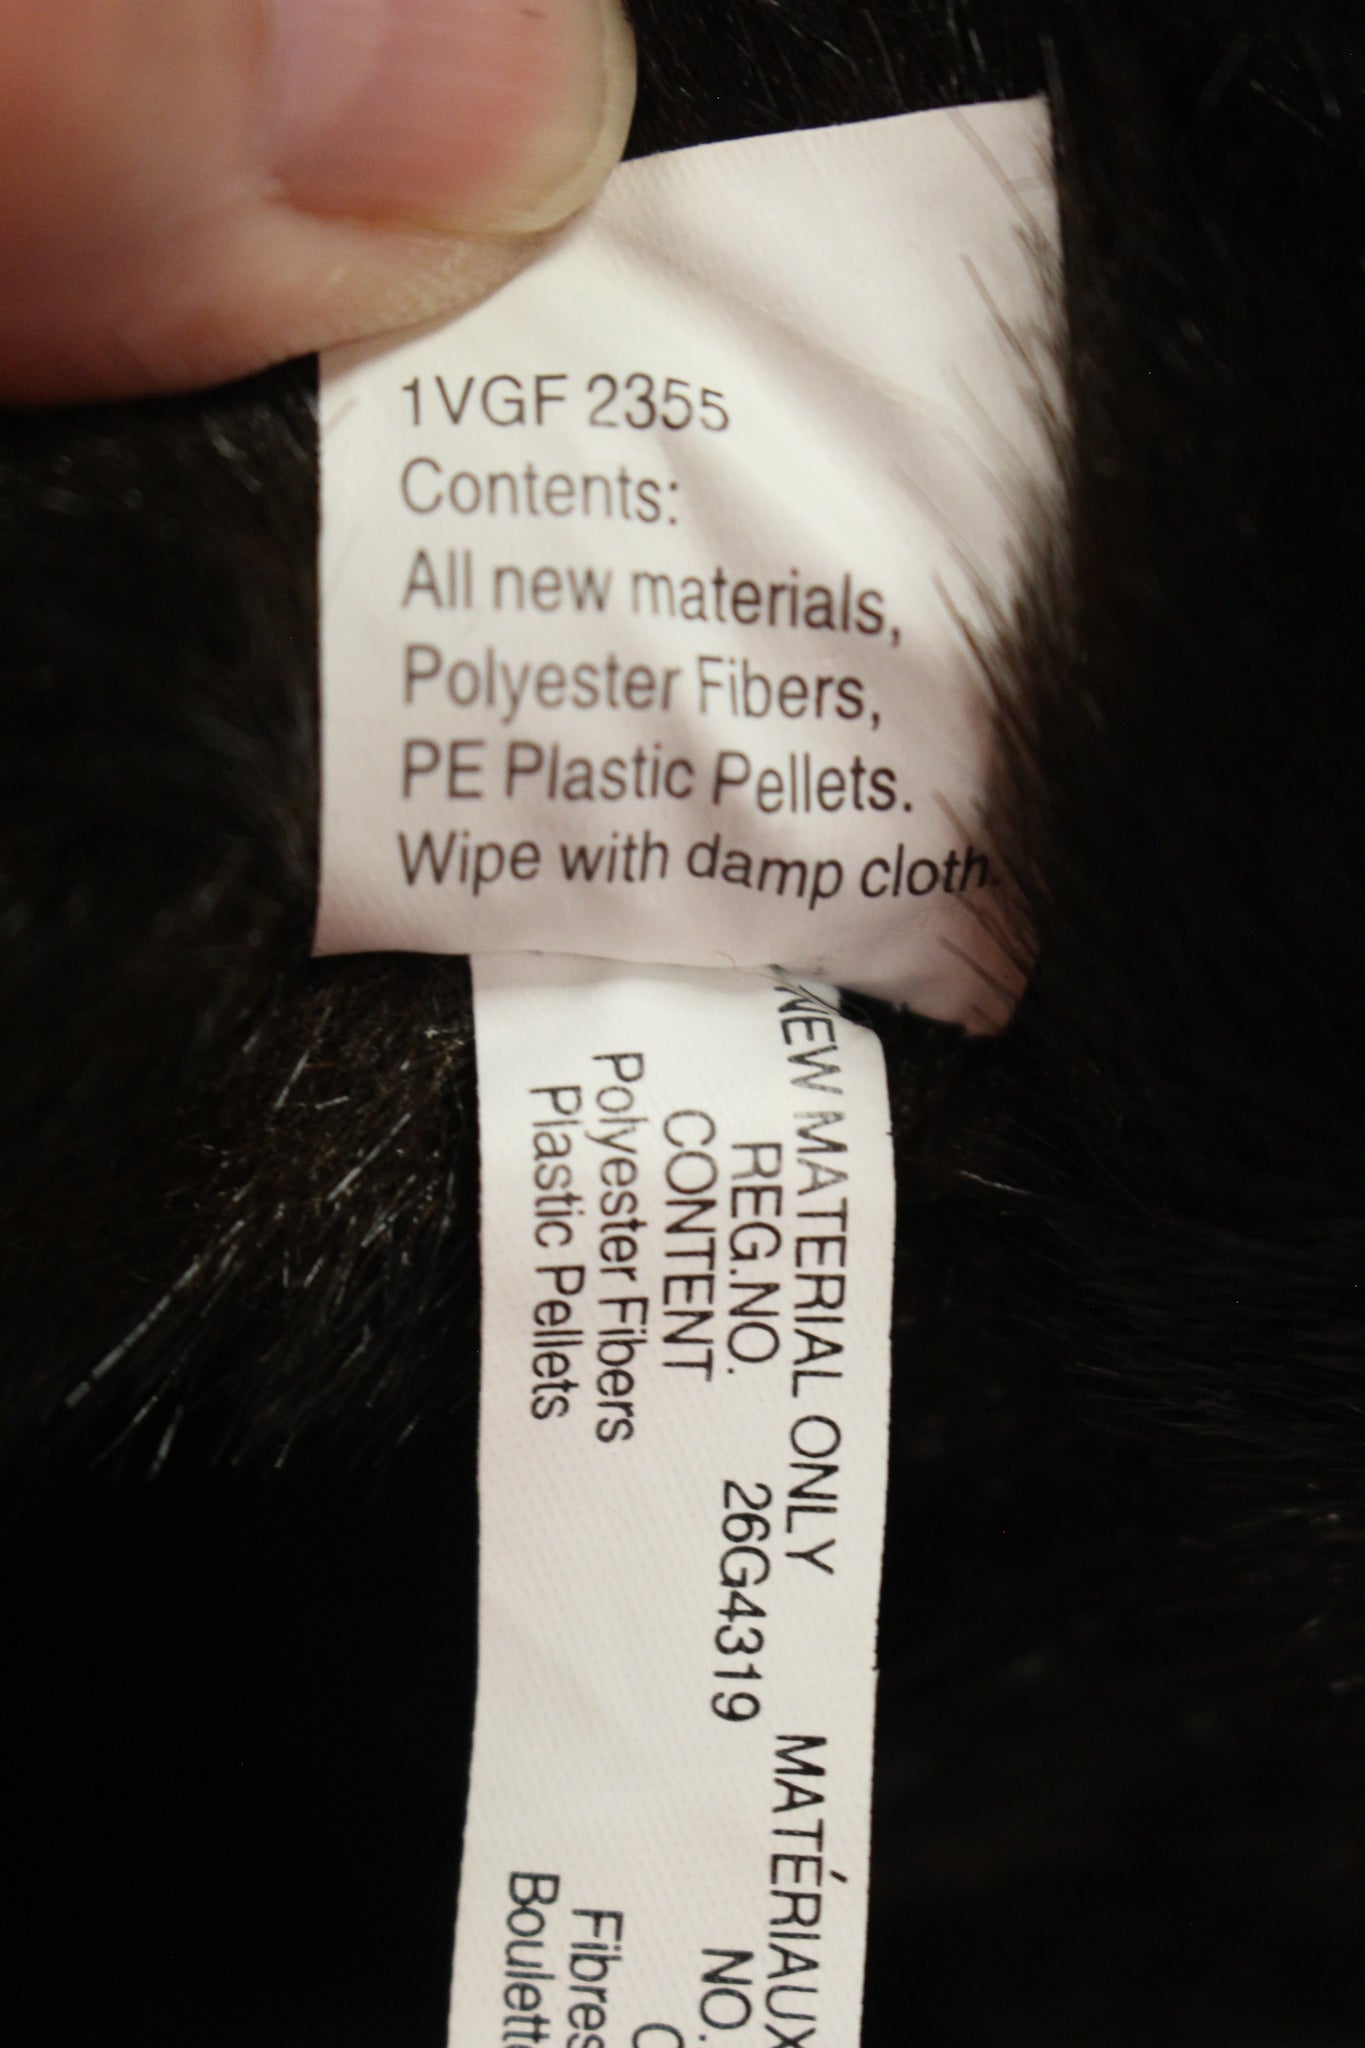 1VGF 2355
Contents:
All new materials,
Polyester Fibers,
PE Plastic Pellets.
Wipe with damp cloth.
NEW MATERIAL ONLY
REG.NO. 26G4319
CONTENT
Polyester Fibers
Plastic Pellets
MATÉRIAUX
NO.
Fibres